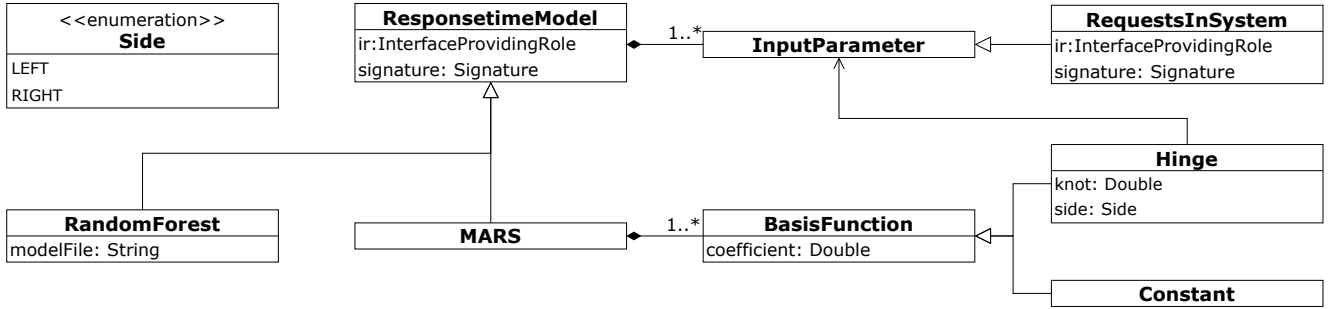 <<enumeration>>
Side
LEFT
RIGHT
ResponsetimeModel
ir:InterfaceProvidingRole
signature: Signature
1..*
InputParameter
RequestsInSystem
ir:InterfaceProvidingRole
signature: Signature
Hinge
knot: Double
side: Side
RandomForest
modelFile: String
MARS
1..*
BasisFunction
coefficient: Double
Constant